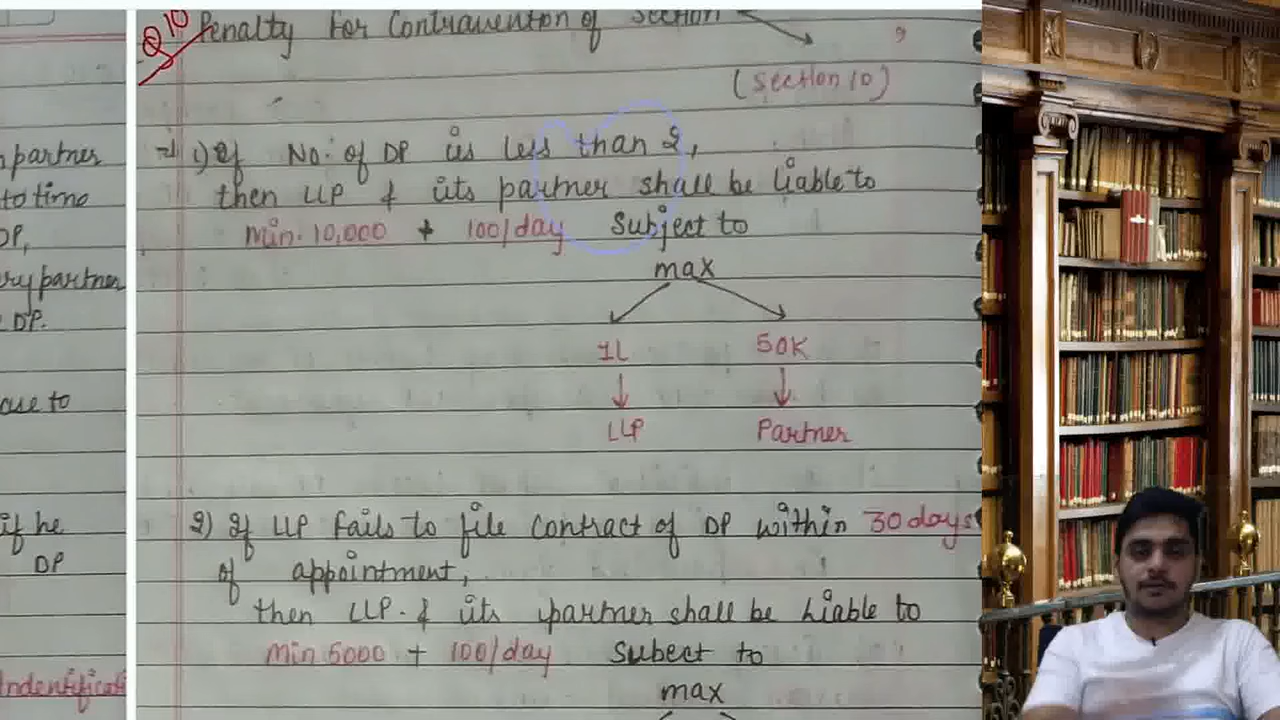 partner
to time
DP,
ry partner
DP.
ase to
if he
DP
Q10 Penalty For Contravention of Section
(Section 10)
→ 1) If No. of DP is less than 2,
then LLP & its partner shall be liable to
Min. 10,000 + 100/day Subject to
max
1L 50K
LLP Partner
2) If LLP Fails to file Contract of DP within 30 days
of appointment,
then LLP. & its partner shall be liable to
Min 5000 + 100/day Subect to
max